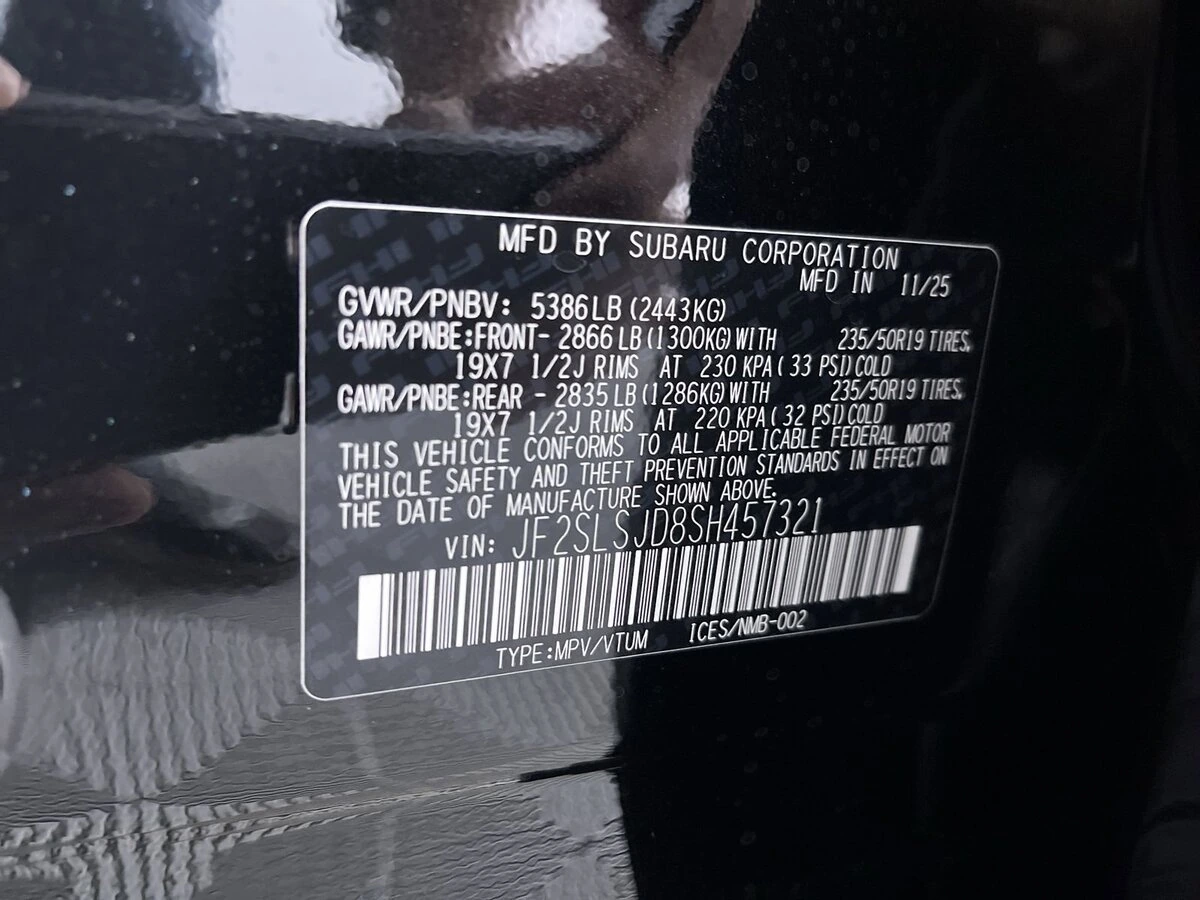 MFD BY SUBARU CORPORATION
MFD IN 11/25
GVWR/PNBV: 5386LB (2443KG)
GAWR/PNBE:FRONT- 2866 LB (1300KG) WITH 235/50R19 TIRES,
19X7 1/2J RIMS AT 230 KPA ( 33 PSI) COLD
GAWR/PNBE:REAR - 2835 LB (1286KG) WITH 235/50R19 TIRES,
19X7 1/2J RIMS AT 220 KPA ( 32 PSI) COLD
THIS VEHICLE CONFORMS TO ALL APPLICABLE FEDERAL MOTOR
VEHICLE SAFETY AND THEFT PREVENTION STANDARDS IN EFFECT ON
THE DATE OF MANUFACTURE SHOWN ABOVE.
VIN: JF2SLSJD8SH457321
TYPE:MPV/VTUM ICES/NMB-002